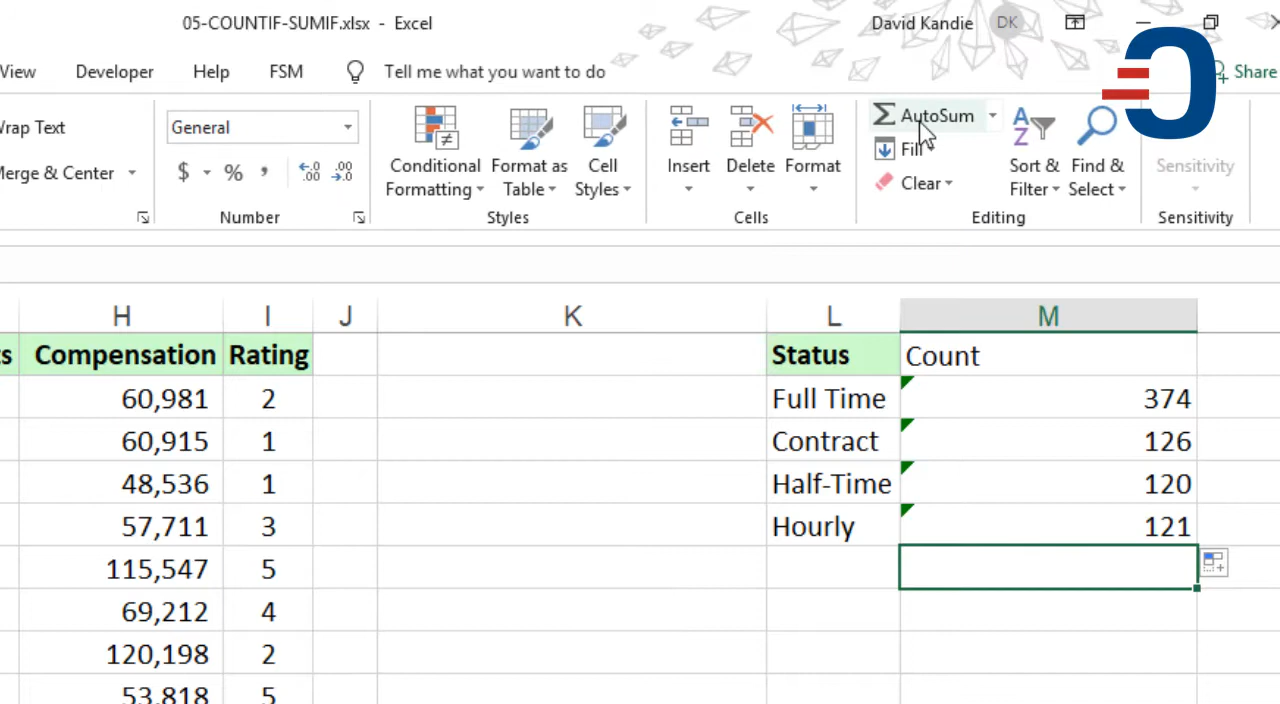 05-COUNTIF-SUMIF.xlsx - Excel David Kandie DK
View Developer Help FSM Tell me what you want to do Share
Wrap Text General AutoSum
Fill
Merge & Center $ % , .00 .00 Clear
Conditional Formatting Format as Table Cell Styles
Insert Delete Format
Sort & Filter Find & Select Sensitivity
Number Styles Cells Editing Sensitivity
H I J K L M
Compensation Rating Status Count
60,981 2 Full Time 374
60,915 1 Contract 126
48,536 1 Half-Time 120
57,711 3 Hourly 121
115,547 5
69,212 4
120,198 2
53,818 5